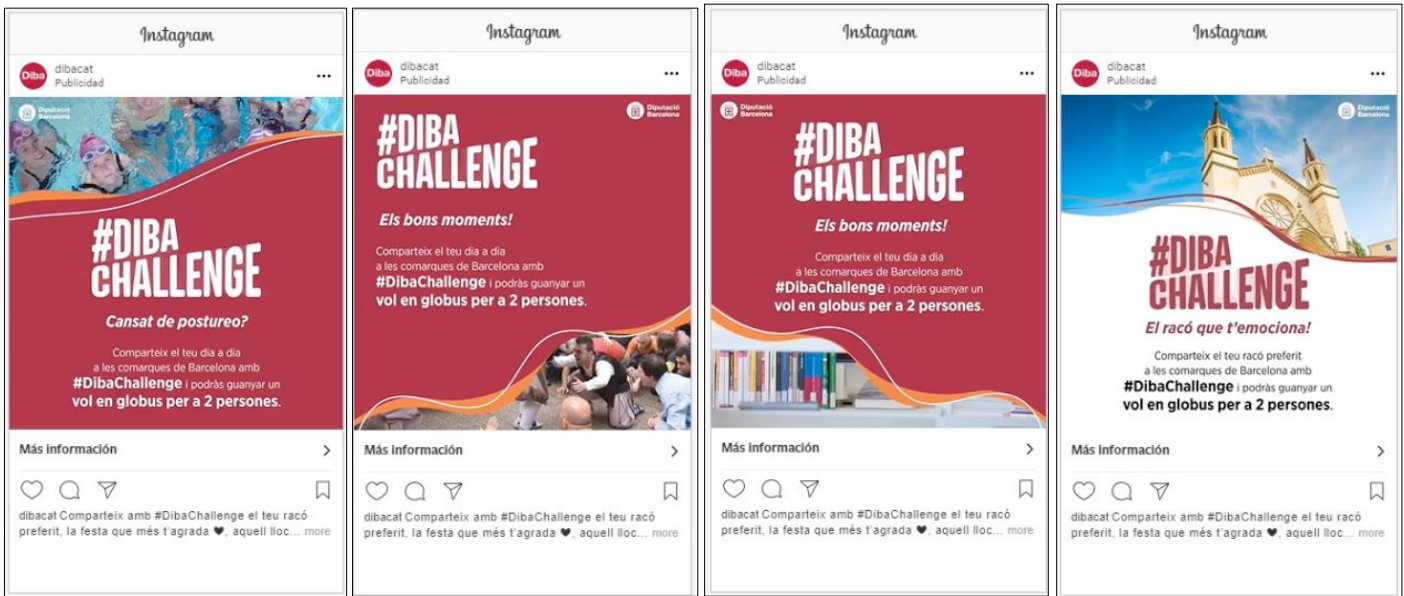 Instagram
Diba
dibacat
Publicidad
Diputació
Barcelona
#DIBA
CHALLENGE
Cansat de postureo?
Comparteix el teu dia a dia
a les comarques de Barcelona amb
#DibaChallenge i podràs guanyar un
vol en globus per a 2 persones.
Más información
dibacat Comparteix amb #DibaChallenge el teu racó
preferit, la festa que més t'agrada ♥, aquell lloc... more
Instagram
Diba
dibacat
Publicidad
Diputació
Barcelona
#DIBA
CHALLENGE
Els bons moments!
Comparteix el teu dia a dia
a les comarques de Barcelona amb
#DibaChallenge i podràs guanyar un
vol en globus per a 2 persones.
Más información
dibacat Comparteix amb #DibaChallenge el teu racó
preferit, la festa que més t'agrada ♥, aquell lloc... more
Instagram
Diba
dibacat
Publicidad
Diputació
Barcelona
#DIBA
CHALLENGE
Els bons moments!
Comparteix el teu dia a dia
a les comarques de Barcelona amb
#DibaChallenge i podràs guanyar un
vol en globus per a 2 persones.
Más información
dibacat Comparteix amb #DibaChallenge el teu racó
preferit, la festa que més t'agrada ♥, aquell lloc... more
Instagram
Diba
dibacat
Publicidad
Diputació
Barcelona
#DIBA
CHALLENGE
El racó que t'emociona!
Comparteix el teu racó preferit
a les comarques de Barcelona amb
#DibaChallenge i podràs guanyar un
vol en globus per a 2 persones.
Más información
dibacat Comparteix amb #DibaChallenge el teu racó
preferit, la festa que més t'agrada ♥, aquell lloc... more